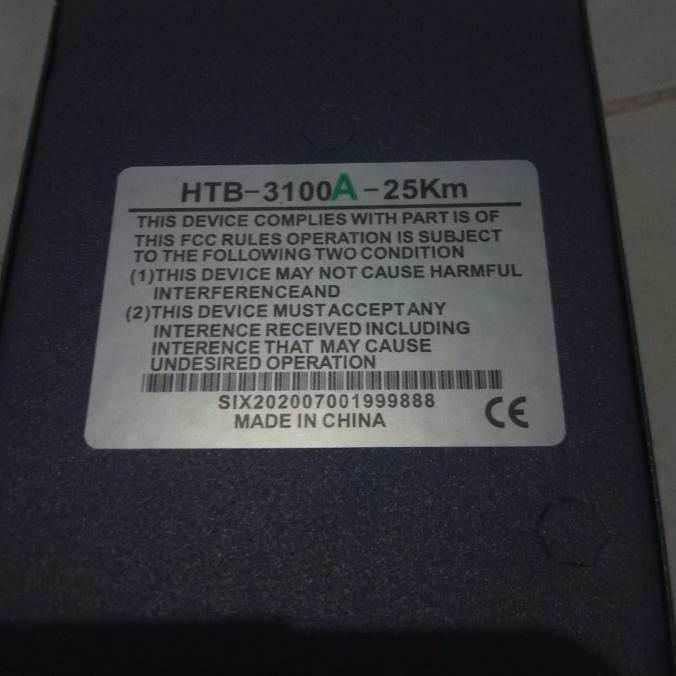 HTB-3100A-25Km
THIS DEVICE COMPLIES WITH PART IS OF
THIS FCC RULES OPERATION IS SUBJECT
TO THE FOLLOWING TWO CONDITION
(1)THIS DEVICE MAY NOT CAUSE HARMFUL
INTERFERENCEAND
(2)THIS DEVICE MUSTACCEPTANY
INTERENCE RECEIVED INCLUDING
INTERENCE THAT MAY CAUSE
UNDESIRED OPERATION
SIX202007001999888
MADE IN CHINA
CE